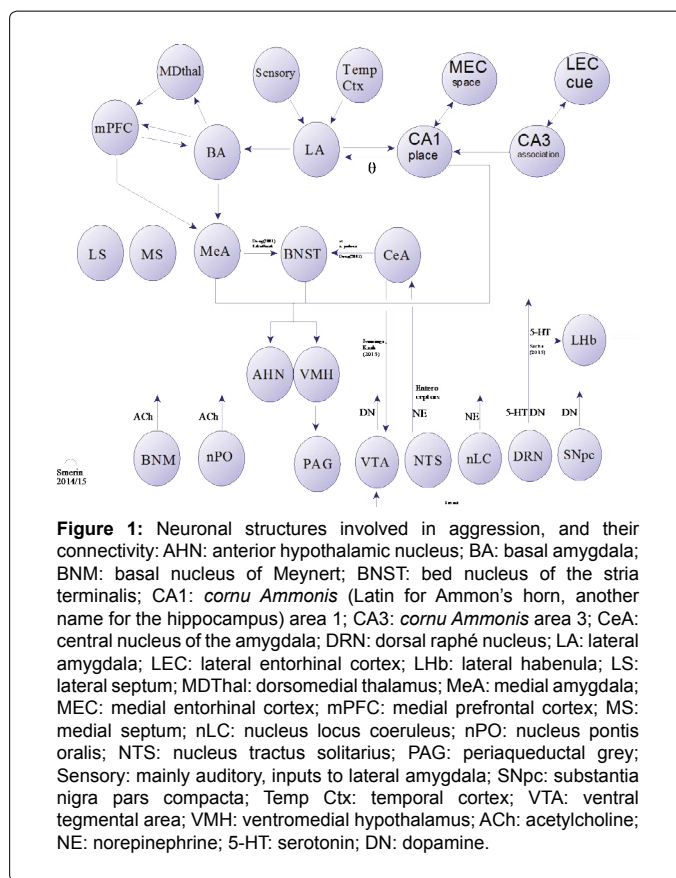 MDthal
Sensory
Temp
Ctx
MEC
space
LEC
cue
mPFC
BA
LA
CA1
place
CA3
association
θ
LS
MS
MeA
BNST
CeA
5-HT
LHb
AHN
VMH
(2013)
Entero
ceptors
ACh
ACh
DN
NE
NE
5-HT DN
DN
BNM
nPO
PAG
VTA
NTS
nLC
DRN
SNpc
Smerin
2014/15
Figure 1: Neuronal structures involved in aggression, and their
connectivity: AHN: anterior hypothalamic nucleus; BA: basal amygdala;
BNM: basal nucleus of Meynert; BNST: bed nucleus of the stria
terminalis; CA1: cornu Ammonis (Latin for Ammon's horn, another
name for the hippocampus) area 1; CA3: cornu Ammonis area 3; CeA:
central nucleus of the amygdala; DRN: dorsal raphé nucleus; LA: lateral
amygdala; LEC: lateral entorhinal cortex; LHb: lateral habenula; LS:
lateral septum; MDThal: dorsomedial thalamus; MeA: medial amygdala;
MEC: medial entorhinal cortex; mPFC: medial prefrontal cortex; MS:
medial septum; nLC: nucleus locus coeruleus; nPO: nucleus pontis
oralis; NTS: nucleus tractus solitarius; PAG: periaqueductal grey;
Sensory: mainly auditory, inputs to lateral amygdala; SNpc: substantia
nigra pars compacta; Temp Ctx: temporal cortex; VTA: ventral
tegmental area; VMH: ventromedial hypothalamus; ACh: acetylcholine;
NE: norepinephrine; 5-HT: serotonin; DN: dopamine.